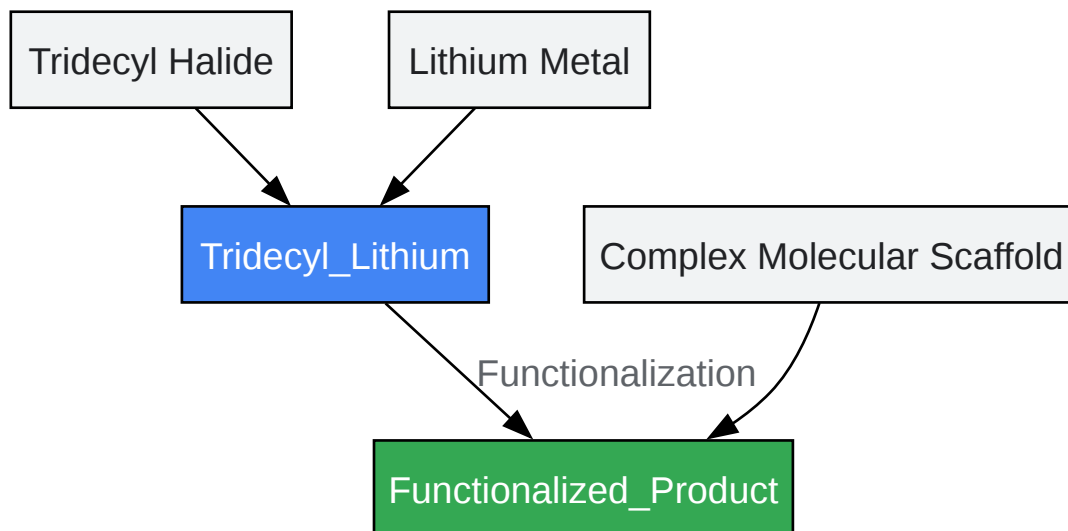 Tridecyl Halide
Lithium Metal
Tridecyl_Lithium
Complex Molecular Scaffold
Functionalization
Functionalized_Product